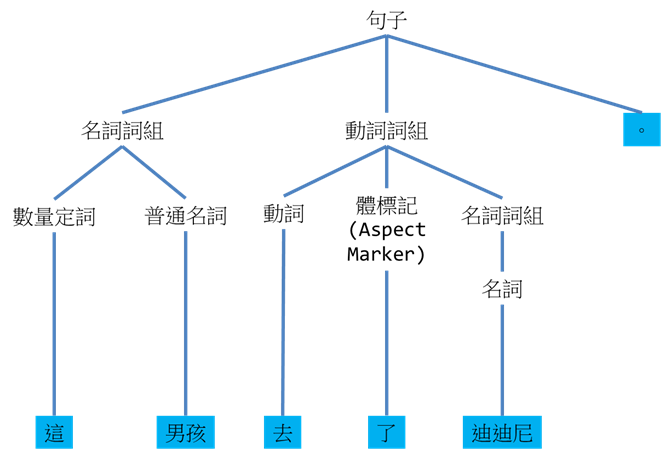 句子
名詞詞組
動詞詞組
。
數量定詞
普通名詞
動詞
體標記
(Aspect
Marker)
名詞詞組
名詞
這
男孩
去
了
迪迪尼